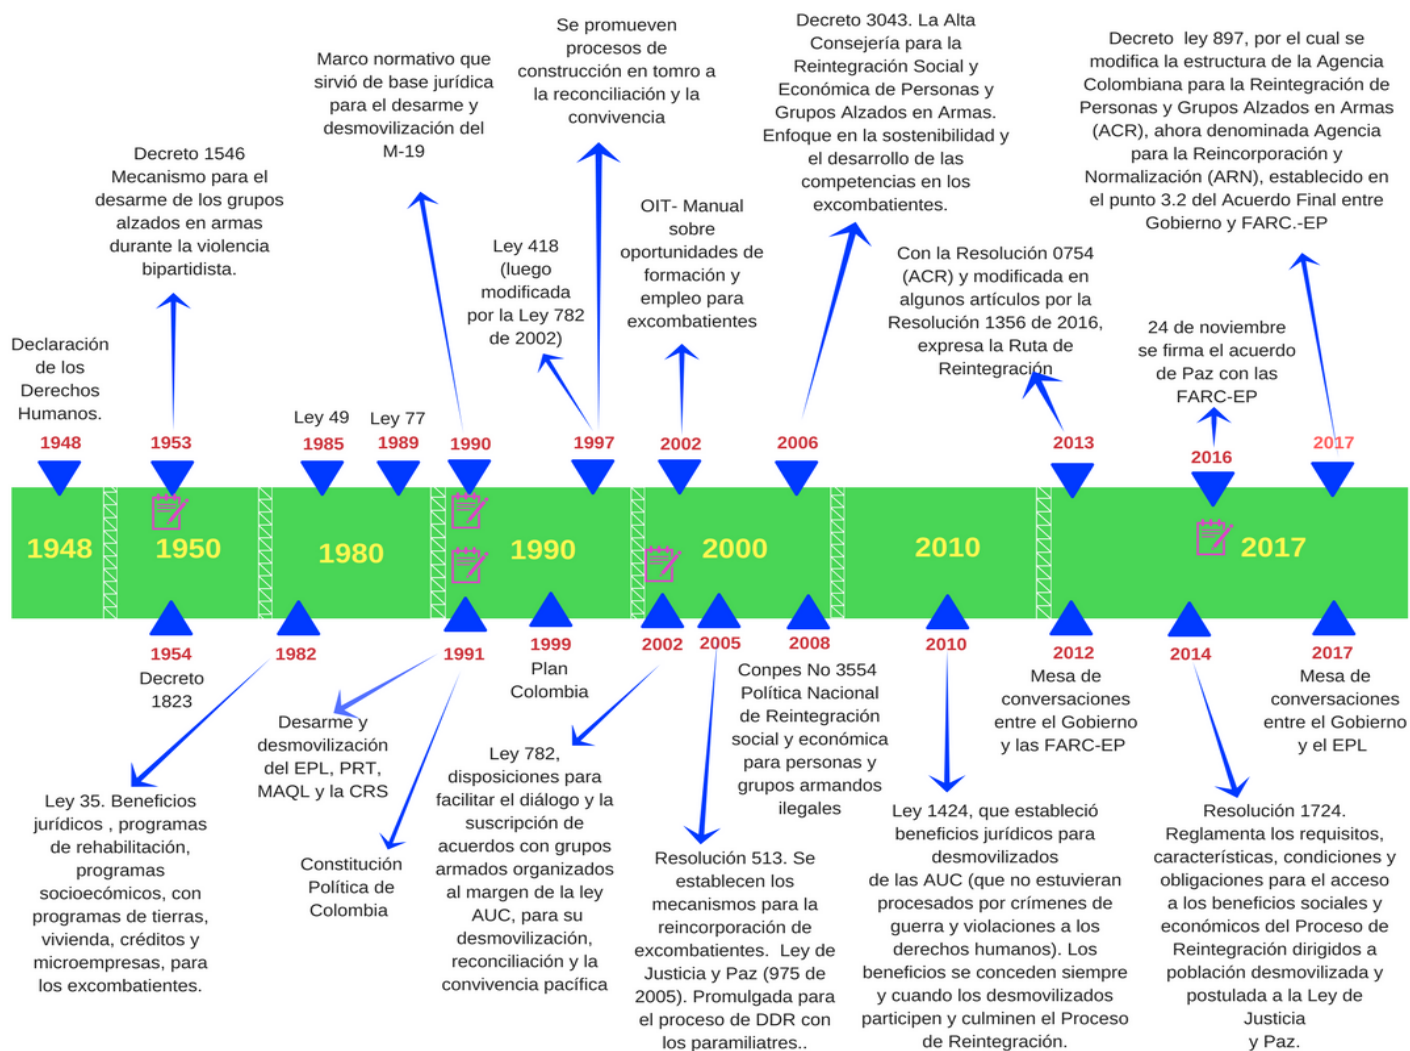 Declaración
de los
Derechos
Humanos.
1948
Decreto 1546
Mecanismo para el
desarme de los grupos
alzados en armas
durante la violencia
bipartidista.
1953
Ley 49
1985
Ley 77
1989
Marco normativo que
sirvió de base jurídica
para el desarme y
desmovilización del
M-19
1990
Ley 418
(luego
modificada
por la Ley 782
de 2002)
Se promueven
procesos de
construcción en tomro a
la reconciliación y la
convivencia
1997
OIT- Manual
sobre
oportunidades de
formación y
empleo para
excombatientes
2002
Decreto 3043. La Alta
Consejería para la
Reintegración Social y
Económica de Personas y
Grupos Alzados en Armas.
Enfoque en la sostenibilidad y
el desarrollo de las
competencias en los
excombatientes.
2006
Con la Resolución 0754
(ACR) y modificada en
algunos artículos por la
Resolución 1356 de 2016,
expresa la Ruta de
Reintegración
2013
24 de noviembre
se firma el acuerdo
de Paz con las
FARC-EP
2016
Decreto ley 897, por el cual se
modifica la estructura de la Agencia
Colombiana para la Reintegración de
Personas y Grupos Alzados en Armas
(ACR), ahora denominada Agencia
para la Reincorporación y
Normalización (ARN), establecido en
el punto 3.2 del Acuerdo Final entre
Gobierno y FARC.-EP
2017
1948
1950
1980
1990
2000
2010
2017
1954
Decreto
1823
1982
Ley 35. Beneficios
jurídicos , programas
de rehabilitación,
programas
socioecómicos, con
programas de tierras,
vivienda, créditos y
microempresas, para
los excombatientes.
1991
Desarme y
desmovilización
del EPL, PRT,
MAQL y la CRS
Constitución
Política de
Colombia
1999
Plan
Colombia
2002
Ley 782,
disposiciones para
facilitar el diálogo y la
suscripción de
acuerdos con grupos
armados organizados
al margen de la ley
AUC, para su
desmovilización,
reconciliación y la
convivencia pacífica
2005
Resolución 513. Se
establecen los
mecanismos para la
reincorporación de
excombatientes. Ley de
Justicia y Paz (975 de
2005). Promulgada para
el proceso de DDR con
los paramiliatres..
2008
Conpes No 3554
Política Nacional
de Reintegración
social y económica
para personas y
grupos armandos
ilegales
2010
Ley 1424, que estableció
beneficios jurídicos para
desmovilizados
de las AUC (que no estuvieran
procesados por crímenes de
guerra y violaciones a los
derechos humanos). Los
beneficios se conceden siempre
y cuando los desmovilizados
participen y culminen el Proceso
de Reintegración.
2012
Mesa de
conversaciones
entre el Gobierno
y las FARC-EP
2014
Resolución 1724.
Reglamenta los requisitos,
características, condiciones y
obligaciones para el acceso
a los beneficios sociales y
económicos del Proceso de
Reintegración dirigidos a
población desmovilizada y
postulada a la Ley de
Justicia
y Paz.
2017
Mesa de
conversaciones
entre el Gobierno
y el EPL